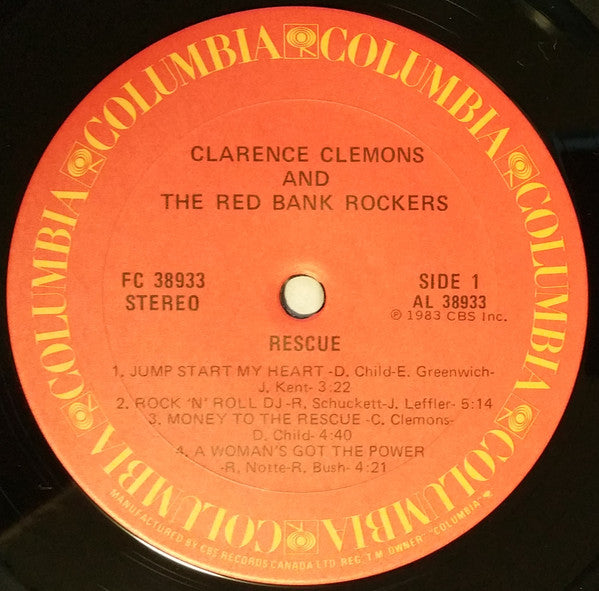 COLUMBIA COLUMBIA COLUMBIA COLUMBIA COLUMBIA COLUMBIA
CLARENCE CLEMONS
AND
THE RED BANK ROCKERS
FC 38933
STEREO
SIDE 1
AL 38933
℗ 1983 CBS Inc.
RESCUE
1. JUMP START MY HEART -D. Child-E. Greenwich-
J. Kent- 3:22
2. ROCK 'N' ROLL DJ -R. Schuckett-J. Leffler- 5:14
3. MONEY TO THE RESCUE -C. Clemons-
D. Child- 4:40
4. A WOMAN'S GOT THE POWER
-R. Notte-R. Bush- 4:21
MANUFACTURED BY CBS RECORDS CANADA LTD. REG. T.M. OWNER "COLUMBIA"